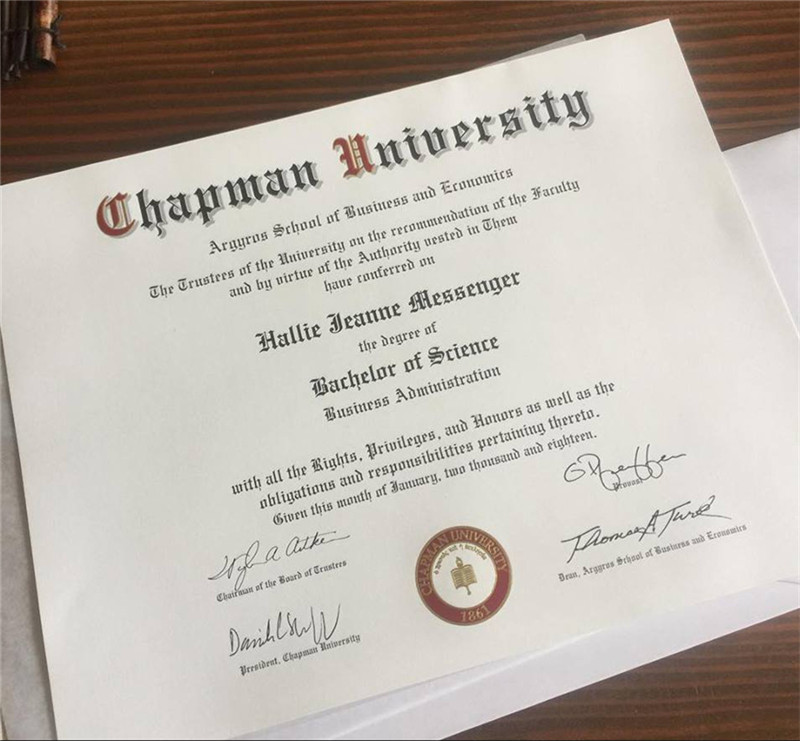 Chapman University
Argyros School of Business and Economics
The Trustees of the University on the recommendation of the Faculty
and by virtue of the Authority vested in Them
have conferred on
Hallie Jeanne Messenger
the degree of
Bachelor of Science
Business Administration
with all the Rights, Privileges, and Honors as well as the
obligations and responsibilities pertaining thereto.
Given this month of January, two thousand and eighteen.
Provost
Chairman of the Board of Trustees
Thomas A Turk
Dean, Argyros School of Business and Economics
President, Chapman University
CHAPMAN UNIVERSITY
1861